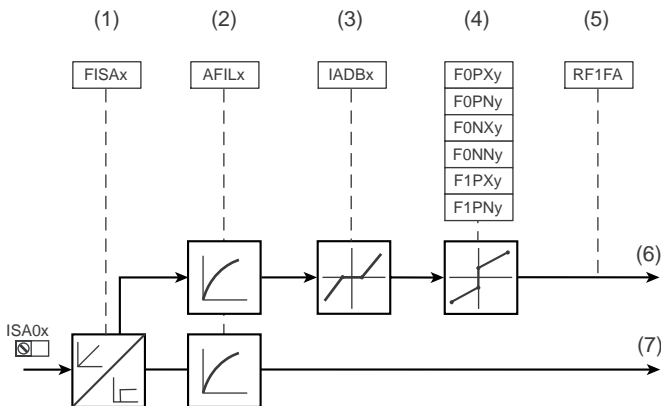 (1) (2) (3) (4) (5)
FISAx AFILx IADBx F0PXy RF1FA
F0PNy
F0NXy
F0NNy
F1PXy
F1PNy
(6)
ISA0x
(7)